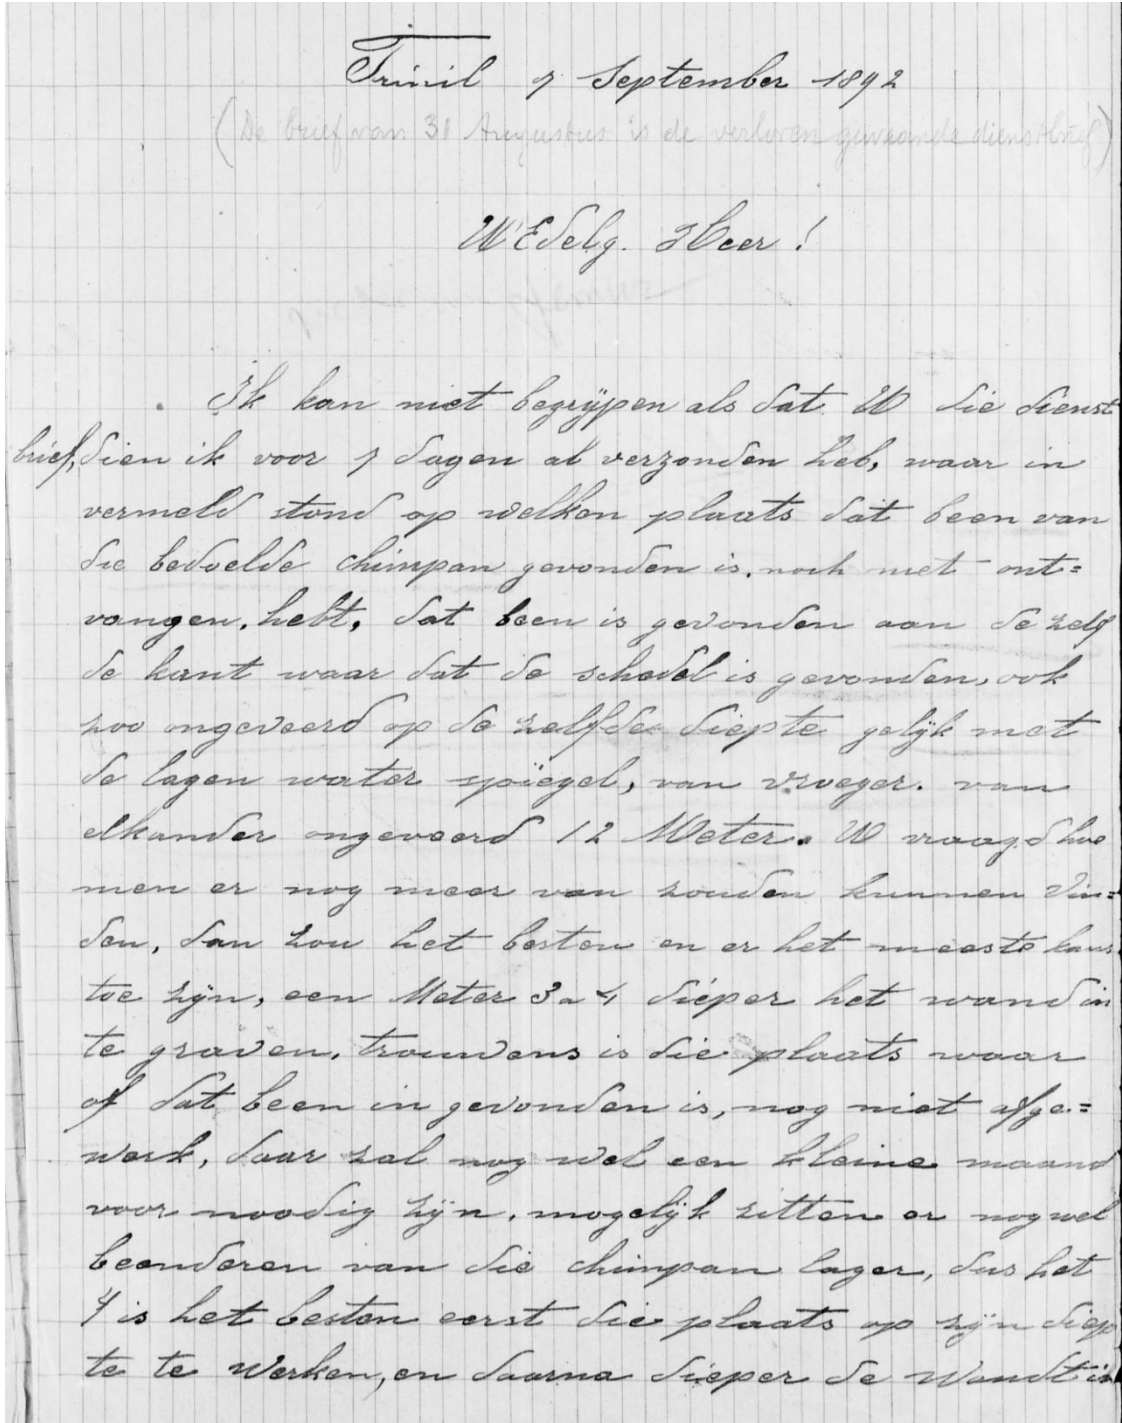 Trinil 7 September 1892
(De brief van 31 Augustus is de verloren gewaande dienstbrief)
WEdelg. Heer!
Ik kan niet begrijpen als dat U die dienst
brief, dien ik voor 7 dagen al verzonden heb, waar in
vermeld stond op welken plaats dat been van
die bedoelde chimpan gevonden is. noch niet ont=
vangen. hebt, dat been is gevonden aan de zelf
de kant waar dat de schedel is gevonden, ook
zoo ongeveerd op de zelfde diepte gelijk met
de lagen water spiegel, van vroeger. van
elkander ongeveerd 12 Meter. U vraagd hoe
men er nog meer van zouden kunnen vin=
den, dan zou het besten en er het meeste kans
toe zijn, een Meter 3 a 4 dieper het wand in
te graven. trouwens is die plaats waar
of dat been in gevonden is, nog niet afge=
werk, daar zal nog wel een kleine maand
voor noodig zijn. mogelijk zitten er nog wel
beenderen van die chimpan lager, dus het
is het besten eerst die plaats op zijn diep
te te werken, en daarna dieper de Wandt in